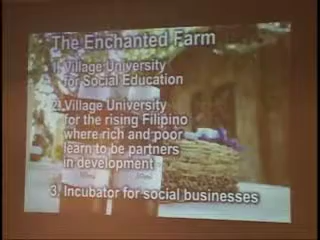 The Enchanted Farm
1. Village University
for Social Education
2. Village University
for the rising Filipino
where rich and poor
learn to be partners
in development
3. Incubator for social businesses